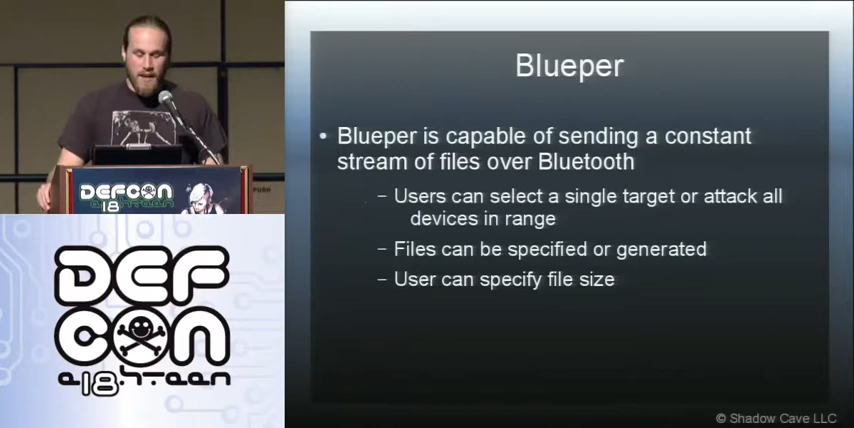 DEFCON
18
PUSH
DEF
CON
e18hteen
Blueper
• Blueper is capable of sending a constant
stream of files over Bluetooth
– Users can select a single target or attack all
devices in range
– Files can be specified or generated
– User can specify file size
© Shadow Cave LLC